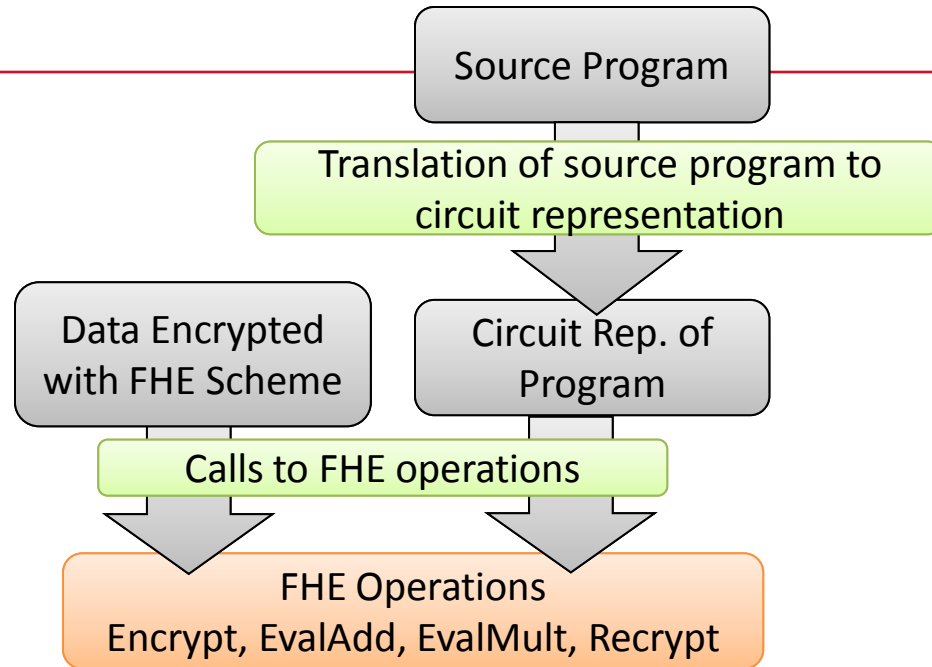 Source Program
Translation of source program to
circuit representation
Data Encrypted
with FHE Scheme
Circuit Rep. of
Program
Calls to FHE operations
FHE Operations
Encrypt, EvalAdd, EvalMult, Recrypt